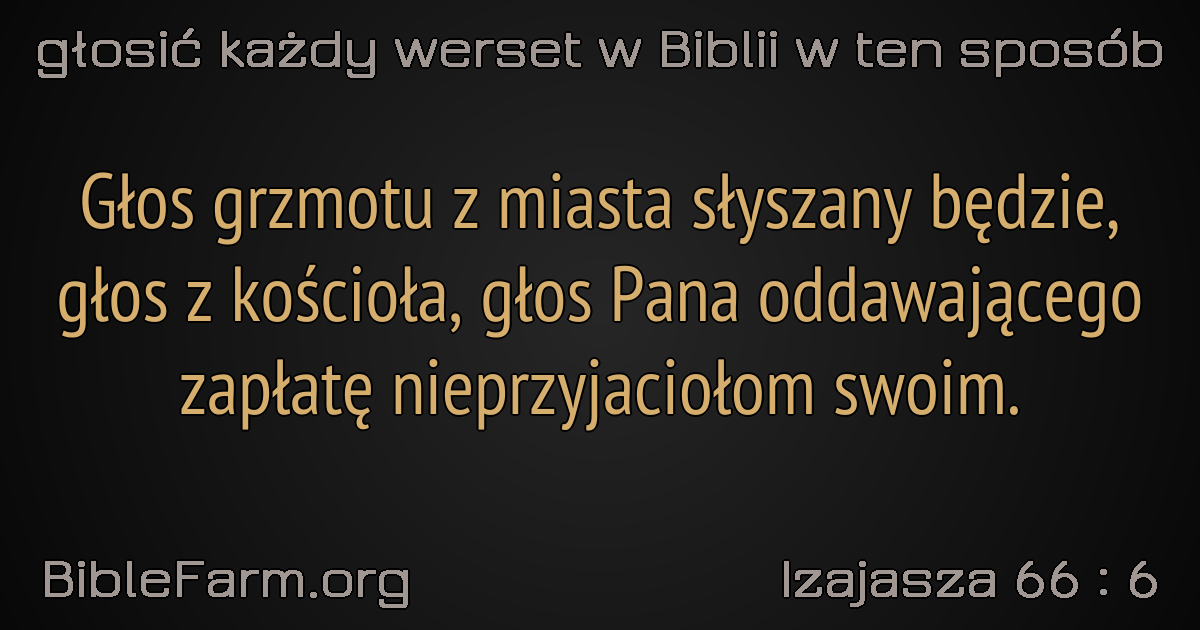 głosić każdy werset w Biblii w ten sposób
Głos grzmotu z miasta słyszany będzie,
głos z kościoła, głos Pana oddawającego
zapłatę nieprzyjaciołom swoim.
BibleFarm.org
Izajasza 66 : 6